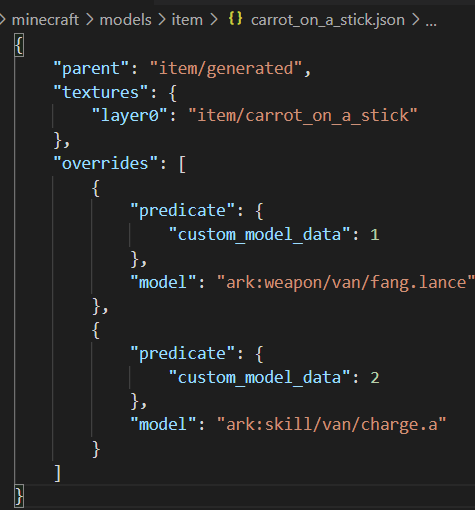 minecraft > models > item > {} carrot_on_a_stick.json > ...
{
    "parent": "item/generated",
    "textures": {
        "layer0": "item/carrot_on_a_stick"
    },
    "overrides": [
        {
            "predicate": {
                "custom_model_data": 1
            },
            "model": "ark:weapon/van/fang.lance"
        },
        {
            "predicate": {
                "custom_model_data": 2
            },
            "model": "ark:skill/van/charge.a"
        }
    ]
}